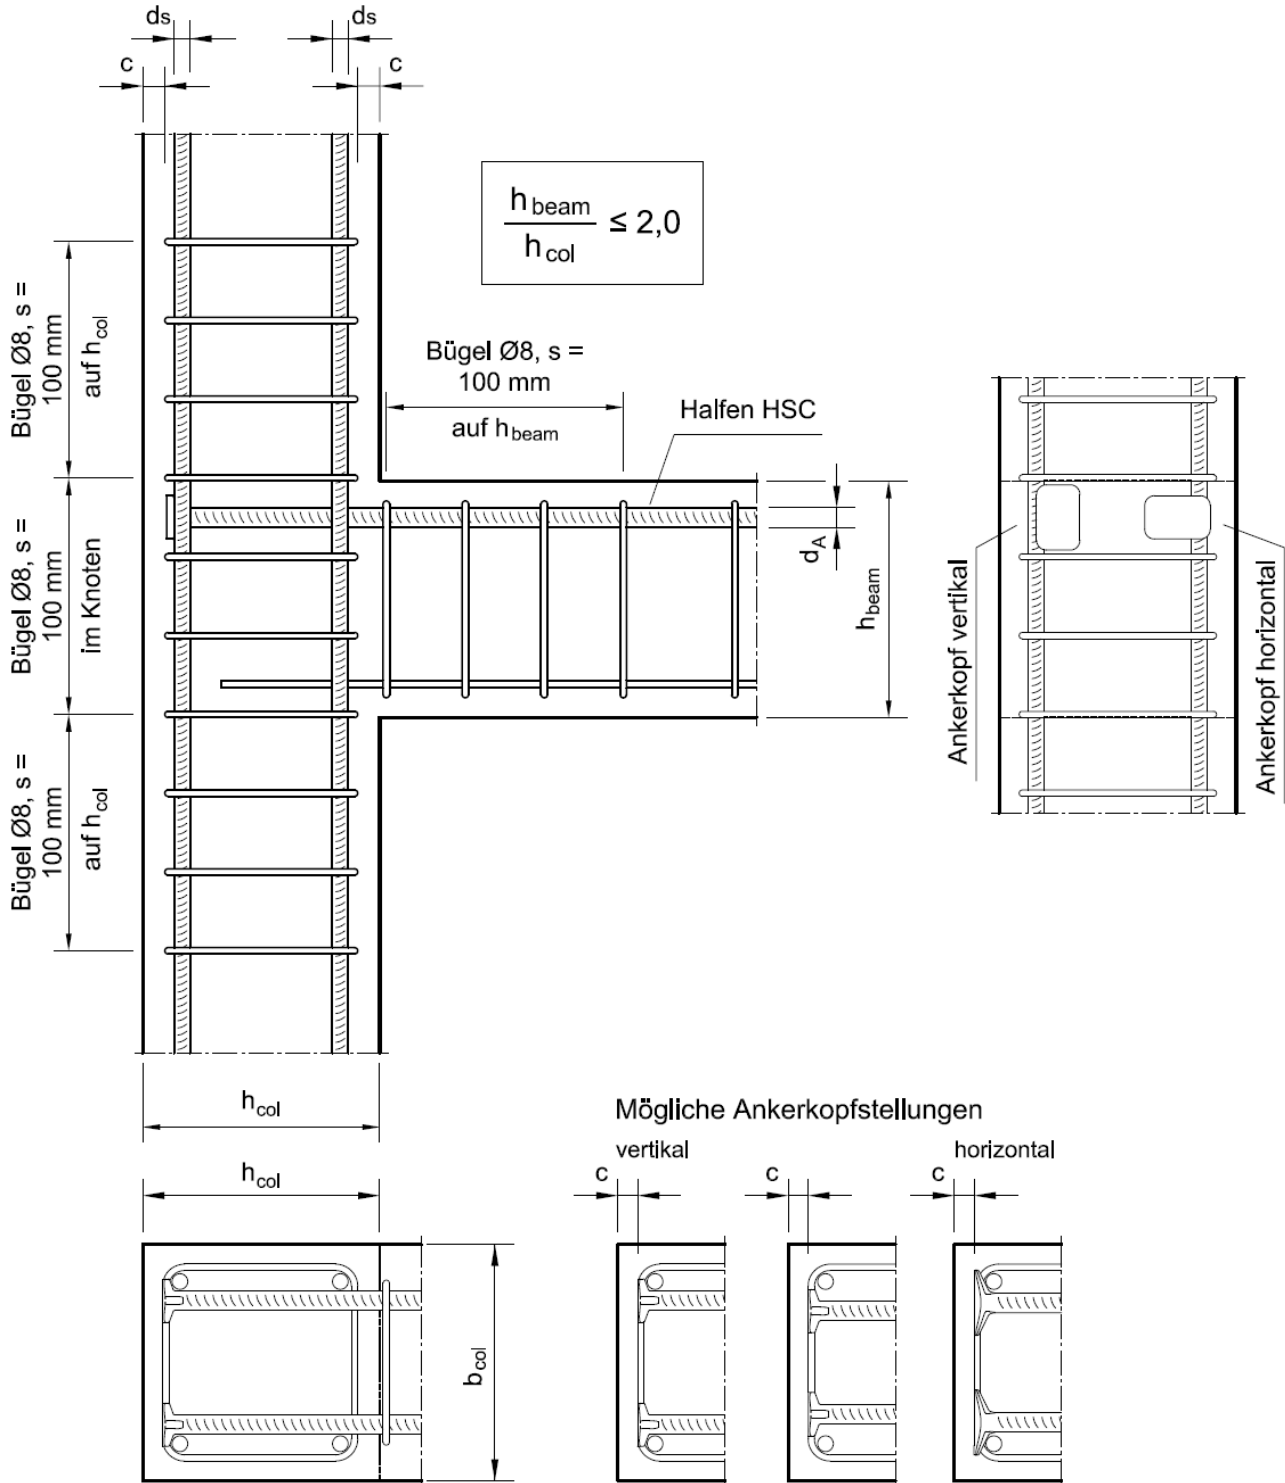 ds
ds
c
c
h beam
h col
≤ 2,0
Bügel Ø8, s =
100 mm
auf h col
Bügel Ø8, s =
100 mm
auf h beam
Halfen HSC
Bügel Ø8, s =
100 mm
im Knoten
d A
h beam
Ankerkopf vertikal
Ankerkopf horizontal
Bügel Ø8, s =
100 mm
auf h col
h col
Mögliche Ankerkopfstellungen
vertikal
horizontal
h col
c
c
c
b col